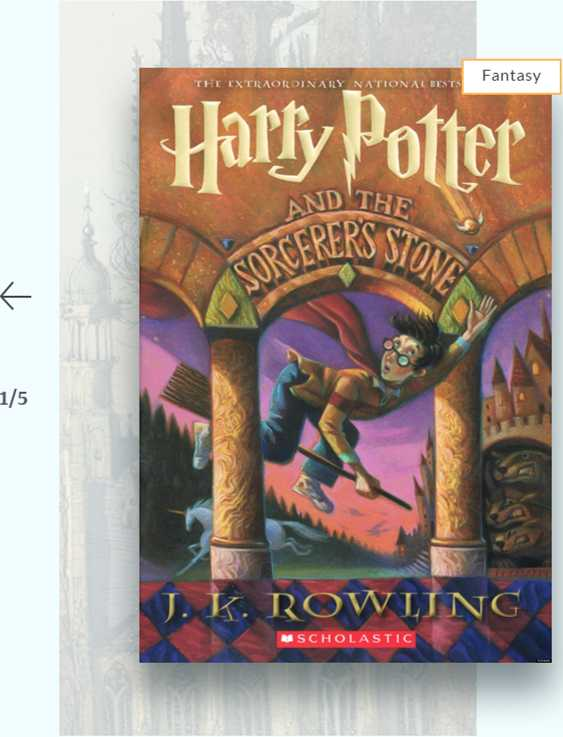 Fantasy
THE EXTRAORDINARY NATIONAL BESTS
Harry Potter
AND THE
SORCERER'S STONE
1/5
J. K. ROWLING
SCHOLASTIC